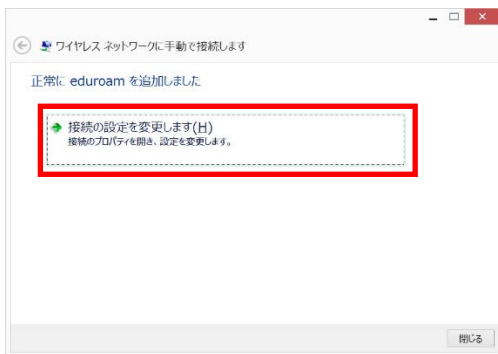 ワイヤレス ネットワークに手動で接続します
正常に eduroam を追加しました
接続の設定を変更します(H)
接続のプロパティを開き、設定を変更します。
閉じる